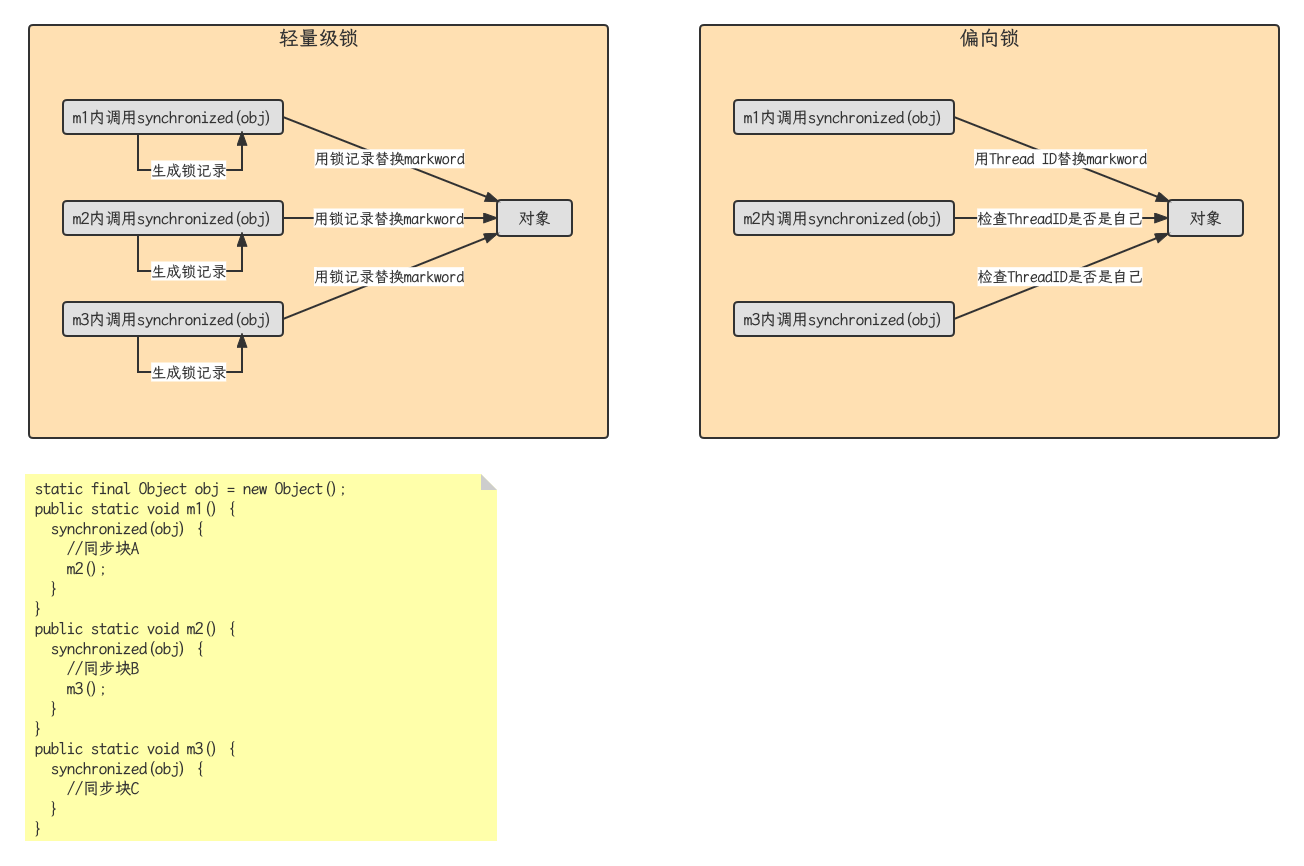 轻量级锁
m1内调用synchronized(obj)
生成锁记录
用锁记录替换markword
m2内调用synchronized(obj)
用锁记录替换markword
对象
生成锁记录
用锁记录替换markword
m3内调用synchronized(obj)
生成锁记录
偏向锁
m1内调用synchronized(obj)
用Thread ID替换markword
m2内调用synchronized(obj)
检查ThreadID是否是自己
对象
检查ThreadID是否是自己
m3内调用synchronized(obj)
static final Object obj = new Object();
public static void m1() {
  synchronized(obj) {
    //同步块A
    m2();
  }
}
public static void m2() {
  synchronized(obj) {
    //同步块B
    m3();
  }
}
public static void m3() {
  synchronized(obj) {
    //同步块C
  }
}